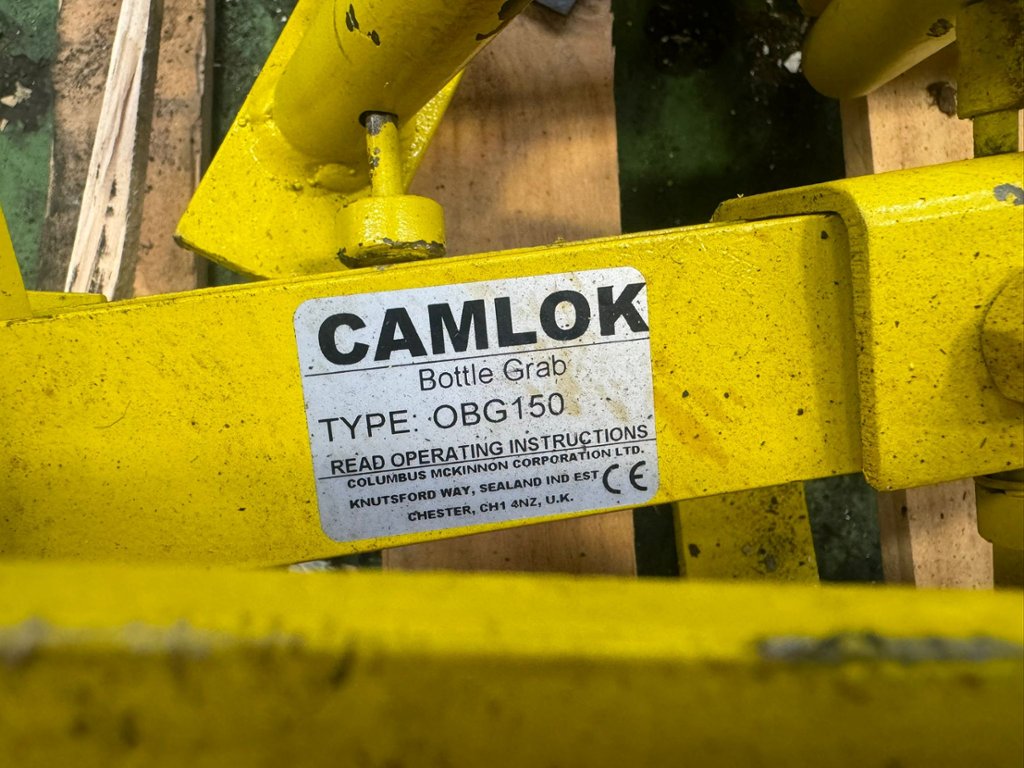 CAMLOK
Bottle Grab
TYPE: OBG150
READ OPERATING INSTRUCTIONS
COLUMBUS MCKINNON CORPORATION LTD.
KNUTSFORD WAY, SEALAND IND EST CE
CHESTER, CH1 4NZ, U.K.